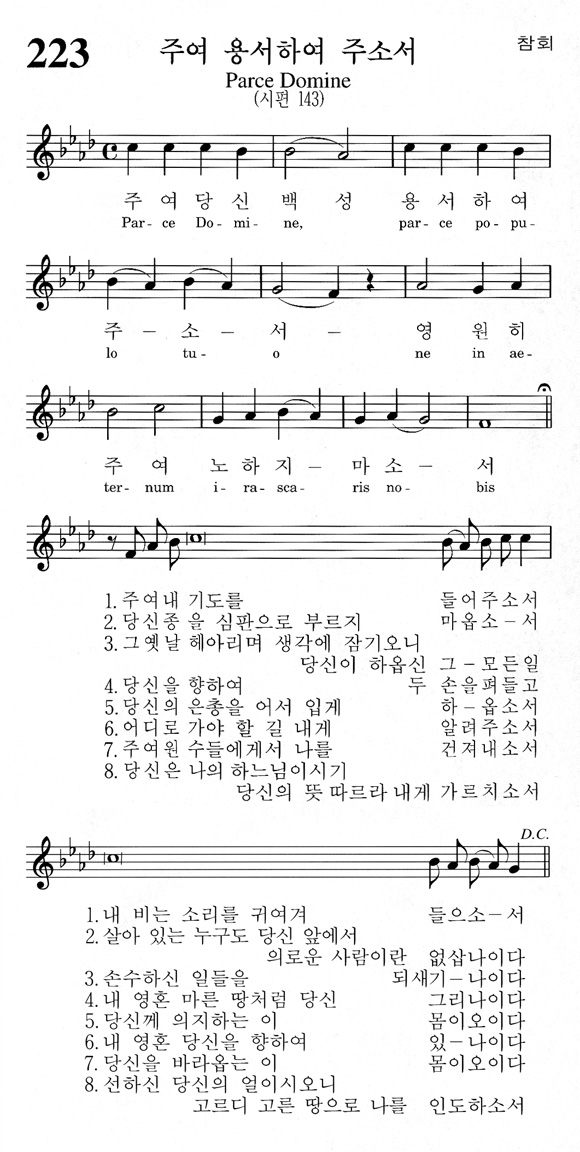 223 주여 용서하여 주소서 참회
Parce Domine
(시편 143)
주 여 당 신 백 성 용 서 하 여
Par- ce Do- mi- ne, par- ce po- pu-
주 – 소 – 서 – 영 원 히
lo tu- o ne in ae-
주 여 노 하 지 – 마 소 – 서
ter- num i- ra- sca- ris no- bis
1. 주여내 기도를 들어주소서
2. 당신종 을 심판으로 부르지 마옵소–서
3. 그옛날 헤아리며 생각에 잠기오니
당신이 하옵신 그–모든일
4. 당신을 향하여 두 손을펴들고
5. 당신의 은총을 어서 입게 하–옵소서
6. 어디로 가야 할 길 내게 알려주소서
7. 주여원 수들에게서 나를 건져내소서
8. 당신은 나의 하느님이시기
당신의 뜻 따르라 내게 가르치소서
D.C.
1. 내 비는 소리를 귀여겨 들으소–서
2. 살아 있는 누구도 당신 앞에서
의로운 사람이란 없삽나이다
3. 손수하신 일들을 되새기–나이다
4. 내 영혼 마른 땅처럼 당신 그리나이다
5. 당신께 의지하는 이 몸이오이다
6. 내 영혼 당신을 향하여 있–나이다
7. 당신을 바라옵는 이 몸이오이다
8. 선하신 당신의 얼이시오니
고르디 고른 땅으로 나를 인도하소서